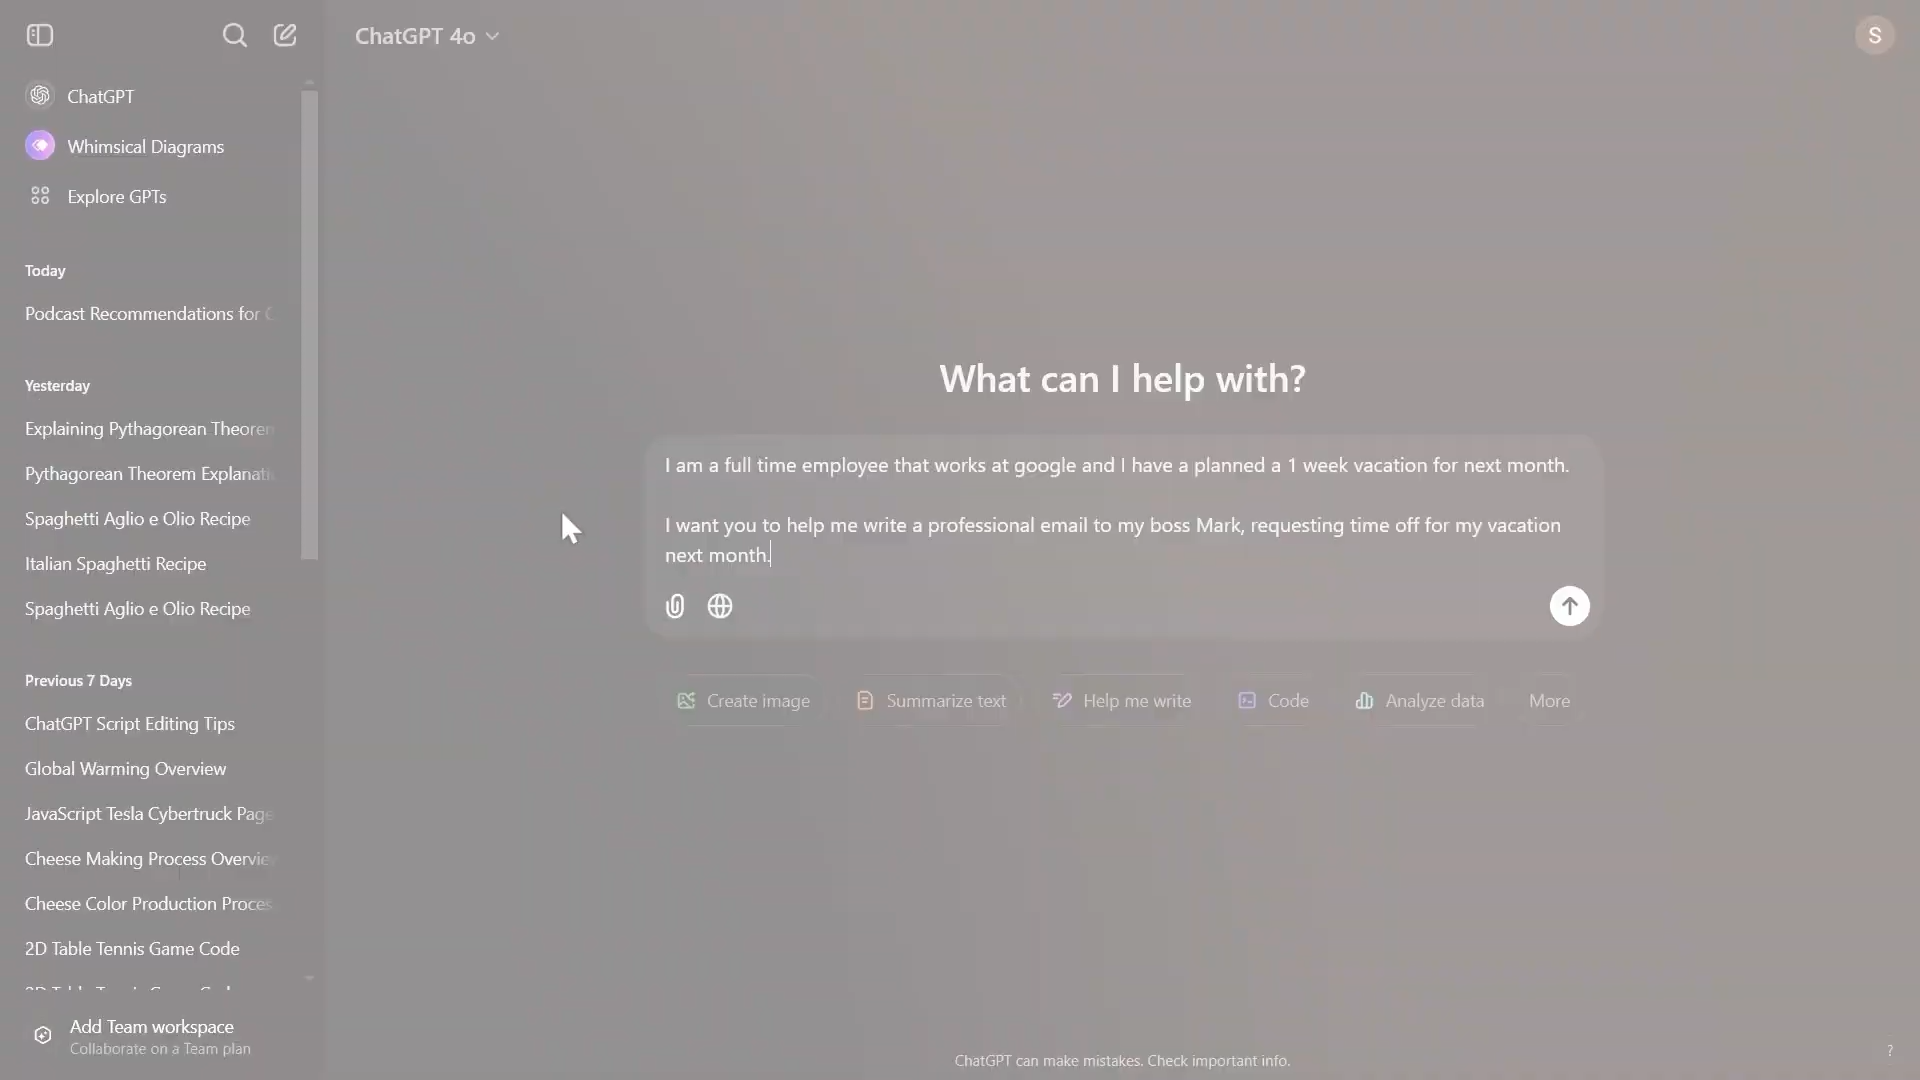 ChatGPT 4o
S
ChatGPT
Whimsical Diagrams
Explore GPTs
Today
Podcast Recommendations for
Yesterday
Explaining Pythagorean Theorem
Pythagorean Theorem Explanati
Spaghetti Aglio e Olio Recipe
Italian Spaghetti Recipe
Spaghetti Aglio e Olio Recipe
Previous 7 Days
ChatGPT Script Editing Tips
Global Warming Overview
JavaScript Tesla Cybertruck Page
Cheese Making Process Overvie
Cheese Color Production Proces
2D Table Tennis Game Code
Add Team workspace
Collaborate on a Team plan
What can I help with?
I am a full time employee that works at google and I have a planned a 1 week vacation for next month.
I want you to help me write a professional email to my boss Mark, requesting time off for my vacation
next month.
Create image Summarize text Help me write Code Analyze data More
ChatGPT can make mistakes. Check important info.
?